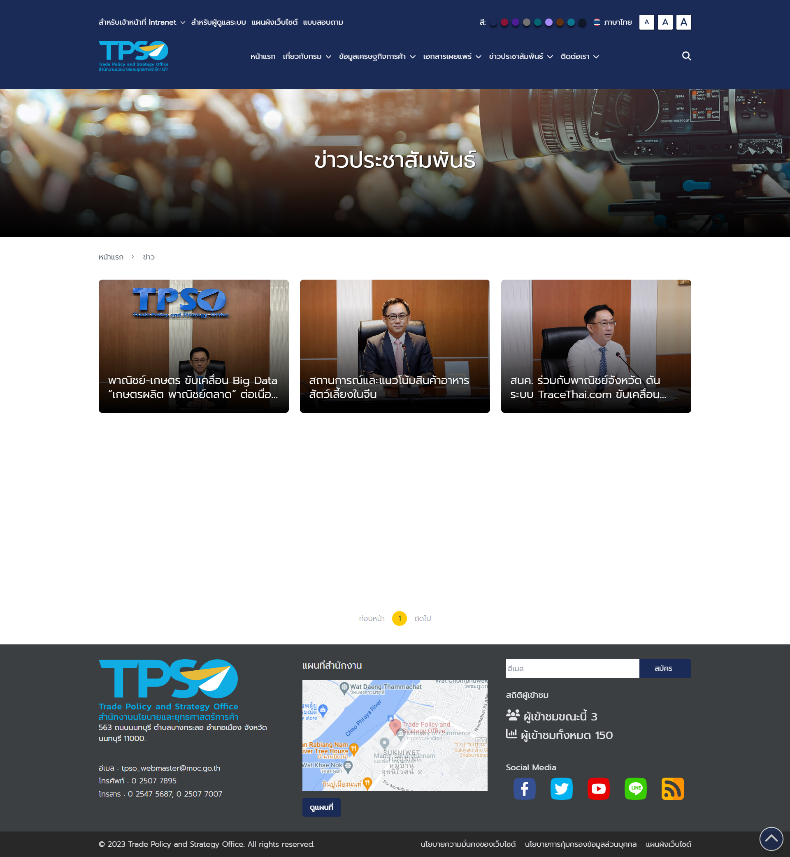 สำหรับเจ้าหน้าที่ Intranet สำหรับผู้ดูแลระบบ แผนผังเว็บไซต์ แบบสอบถาม
สี:
ภาษาไทย
A A A
TPSO
Trade Policy and Strategy Office
สำนักงานนโยบายและยุทธศาสตร์การค้า
หน้าแรก เกี่ยวกับกรม ข้อมูลเศรษฐกิจการค้า เอกสารเผยแพร่ ข่าวประชาสัมพันธ์ ติดต่อเรา
ข่าวประชาสัมพันธ์
หน้าแรก > ข่าว
TPSO
พาณิชย์-เกษตร ขับเคลื่อน Big Data
“เกษตรผลิต พาณิชย์ตลาด” ต่อเนื่อ...
สถานการณ์และแนวโน้มสินค้าอาหาร
สัตว์เลี้ยงในจีน
สนค. ร่วมกับพาณิชย์จังหวัด ดัน
ระบบ TraceThai.com ขับเคลื่อน...
ก่อนหน้า 1 ถัดไป
TPSO
Trade Policy and Strategy Office
สำนักงานนโยบายและยุทธศาสตร์การค้า
563 ถนนนนทบุรี ตำบลบางกระสอ อำเภอเมือง จังหวัด
นนทบุรี 11000.
อีเมล : tpso_webmaster@moc.go.th
โทรศัพท์ : 0 2507 7895
โทรสาร : 0 2547 5687, 0 2507 7007
แผนที่สำนักงาน
Wat Daeng Thammachat
Chao Phraya River
Trade Policy and
Strategy Office
Ban Rubiang Nam
River Tree House
Wat Khae Nok
ดูแผนที่
อีเมล
สมัคร
สถิติผู้เข้าชม
ผู้เข้าชมขณะนี้ 3
ผู้เข้าชมทั้งหมด 150
Social Media
LINE
© 2023 Trade Policy and Strategy Office. All rights reserved.
นโยบายความมั่นคงของเว็บไซต์ นโยบายการคุ้มครองข้อมูลส่วนบุคคล แผนผังเว็บไซต์